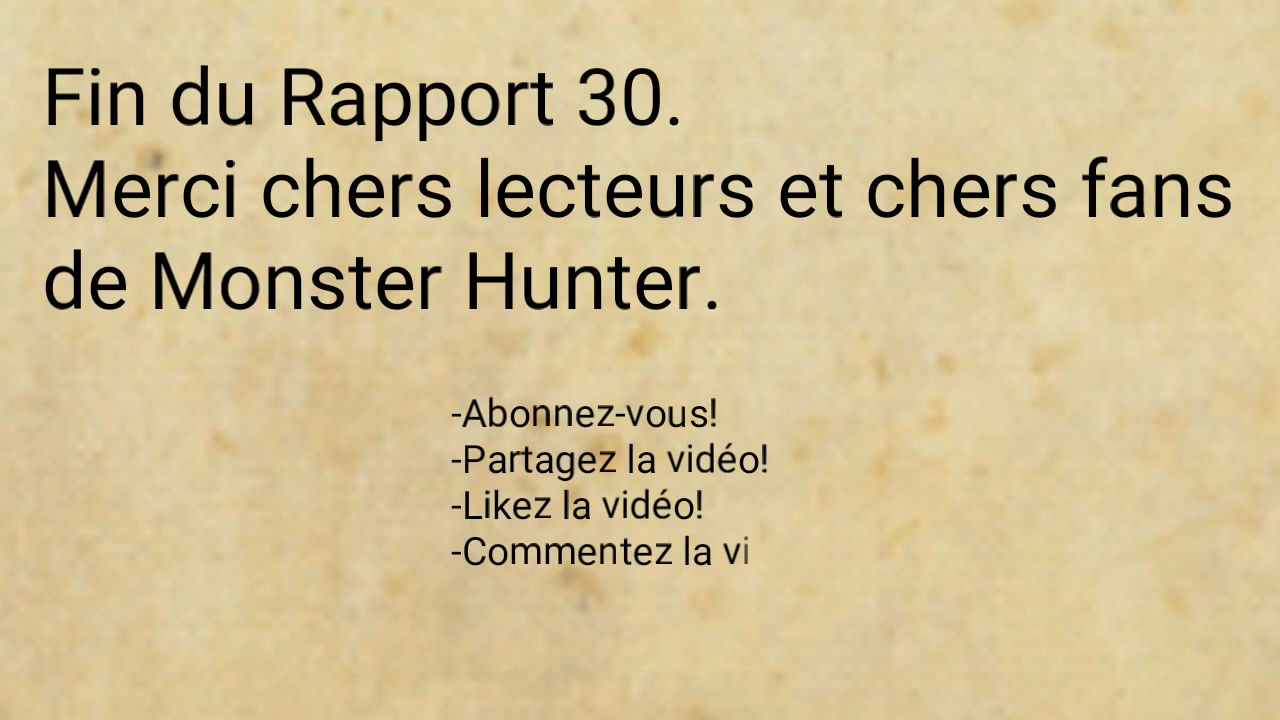 Fin du Rapport 30.
Merci chers lecteurs et chers fans
de Monster Hunter.
-Abonnez-vous!
-Partagez la vidéo!
-Likez la vidéo!
-Commentez la vi